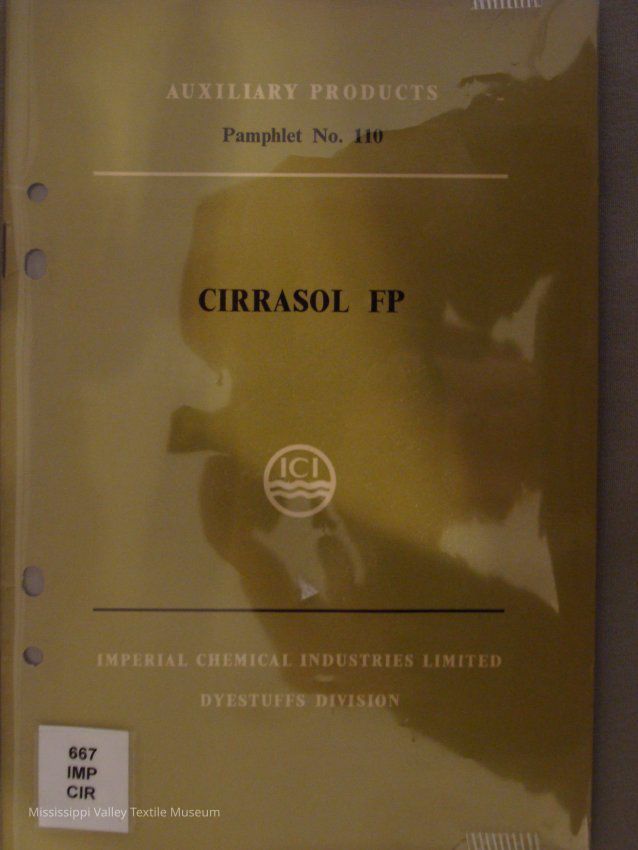 AUXILIARY PRODUCTS
Pamphlet No. 110
CIRRASOL FP
ICI
IMPERIAL CHEMICAL INDUSTRIES LIMITED
DYESTUFFS DIVISION
667
IMP
CIR
Mississippi Valley Textile Museum